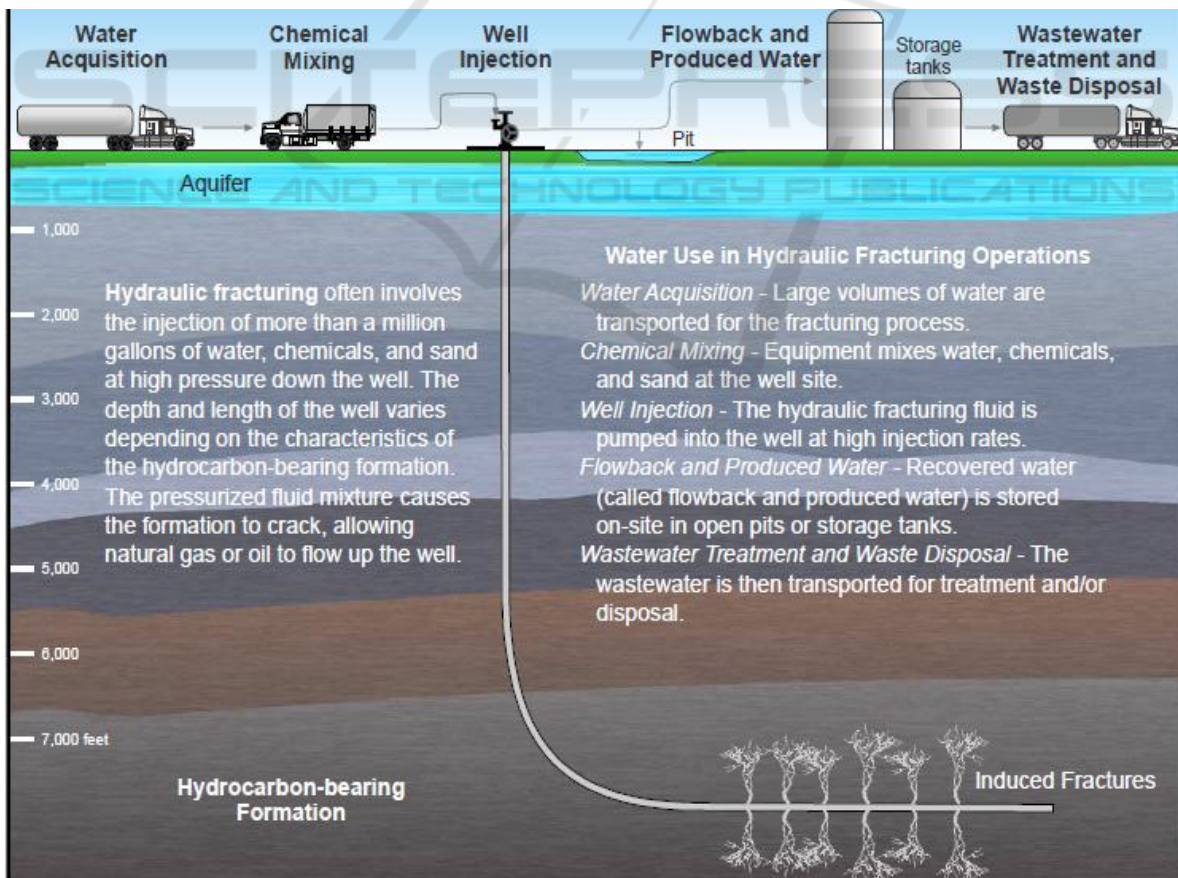 Water
Acquisition
Chemical
Mixing
Well
Injection
Flowback and
Produced Water
Storage
tanks
Wastewater
Treatment and
Waste Disposal
Pit
Aquifer
SCITEPRESS
SCIENCE AND TECHNOLOGY PUBLICATIONS
1,000
2,000
3,000
4,000
5,000
6,000
7,000 feet
Hydraulic fracturing often involves
the injection of more than a million
gallons of water, chemicals, and sand
at high pressure down the well. The
depth and length of the well varies
depending on the characteristics of
the hydrocarbon-bearing formation.
The pressurized fluid mixture causes
the formation to crack, allowing
natural gas or oil to flow up the well.
Water Use in Hydraulic Fracturing Operations
Water Acquisition - Large volumes of water are
transported for the fracturing process.
Chemical Mixing - Equipment mixes water, chemicals,
and sand at the well site.
Well Injection - The hydraulic fracturing fluid is
pumped into the well at high injection rates.
Flowback and Produced Water - Recovered water
(called flowback and produced water) is stored
on-site in open pits or storage tanks.
Wastewater Treatment and Waste Disposal - The
wastewater is then transported for treatment and/or
disposal.
Hydrocarbon-bearing
Formation
Induced Fractures